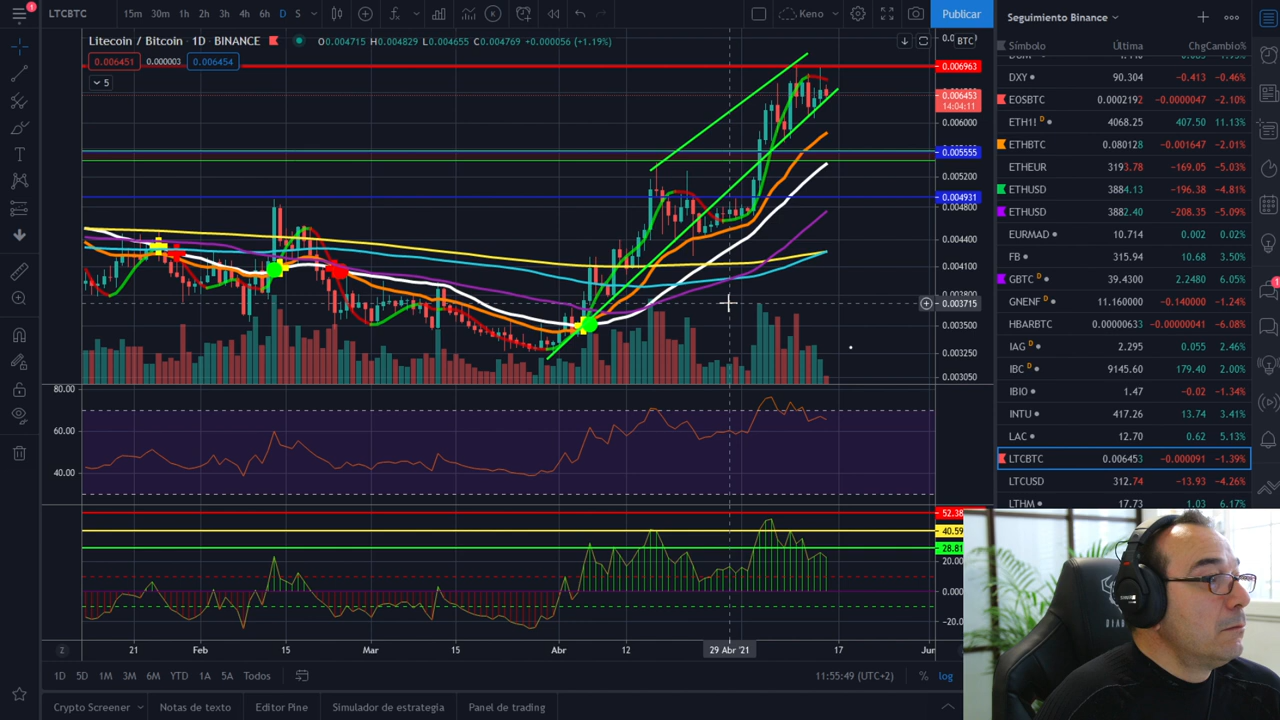 1
LTCBTC
15m 30m 1h 2h 3h 4h 6h D S
Keno
Publicar
Litecoin / Bitcoin · 1D · BINANCE
O0.004715 H0.004829 L0.004655 C0.004769 +0.000056 (+1.19%)
BTC
0.006451 0.000003 0.006454
5
0.006963
0.006453
14:04:11
0.006000
0.005555
0.005200
0.004931
0.004800
0.004400
0.004100
0.003800
0.003715
0.003500
0.003250
0.003050
80.00
60.00
40.00
52.38
40.59
28.81
20.00
0.000
-20.0
Z 21 Feb 15 Mar 15 Abr 12 29 Abr '21 17 Jun
1D 5D 1M 3M 6M YTD 1A 5A Todos
11:55:49 (UTC+2) % log
Crypto Screener Notas de texto Editor Pine Simulador de estrategia Panel de trading
Seguimiento Binance
Símbolo Última Chg Cambio%
DXY 90.304 -0.413 -0.46%
EOSBTC 0.0002192 -0.0000047 -2.10%
ETH1! D 4068.25 407.50 11.13%
ETHBTC 0.080128 -0.001647 -2.01%
ETHEUR 3193.78 -169.05 -5.03%
ETHUSD 3884.13 -196.38 -4.81%
ETHUSD 3882.40 -208.35 -5.09%
EURMAD 10.714 0.002 0.02%
FB 315.94 10.68 3.50%
GBTC D 39.4300 2.2480 6.05%
GNENF D 11.160000 -0.140000 -1.24%
HBARBTC 0.0000633 -0.00000041 -6.08%
IAG D 2.295 0.055 2.46%
IBC D 9145.60 179.40 2.00%
IBIO 1.47 -0.02 -1.34%
INTU 417.26 13.74 3.41%
LAC 12.70 0.62 5.13%
LTCBTC 0.006453 -0.000091 -1.39%
LTCUSD 312.74 -13.93 -4.26%
LTHM 17.73 1.03 6.17%